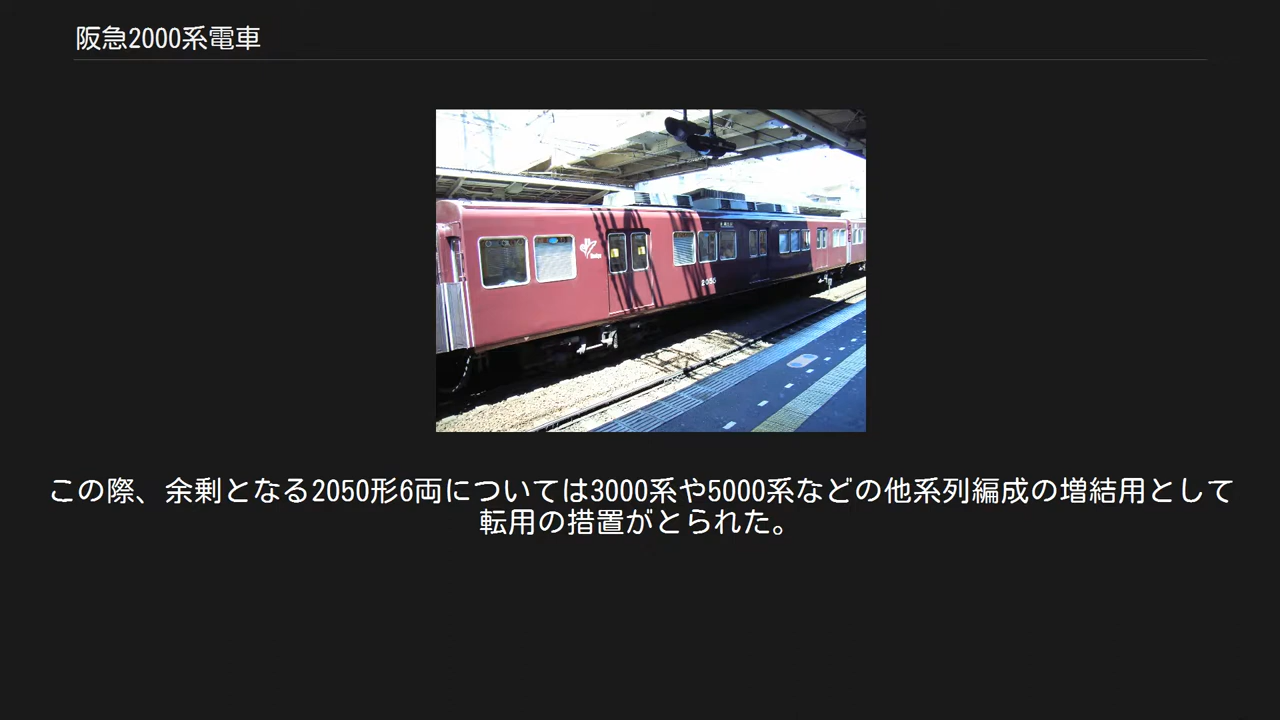 阪急2000系電車
この際、余剰となる2050形6両については3000系や5000系などの他系列編成の増結用として
転用の措置がとられた。